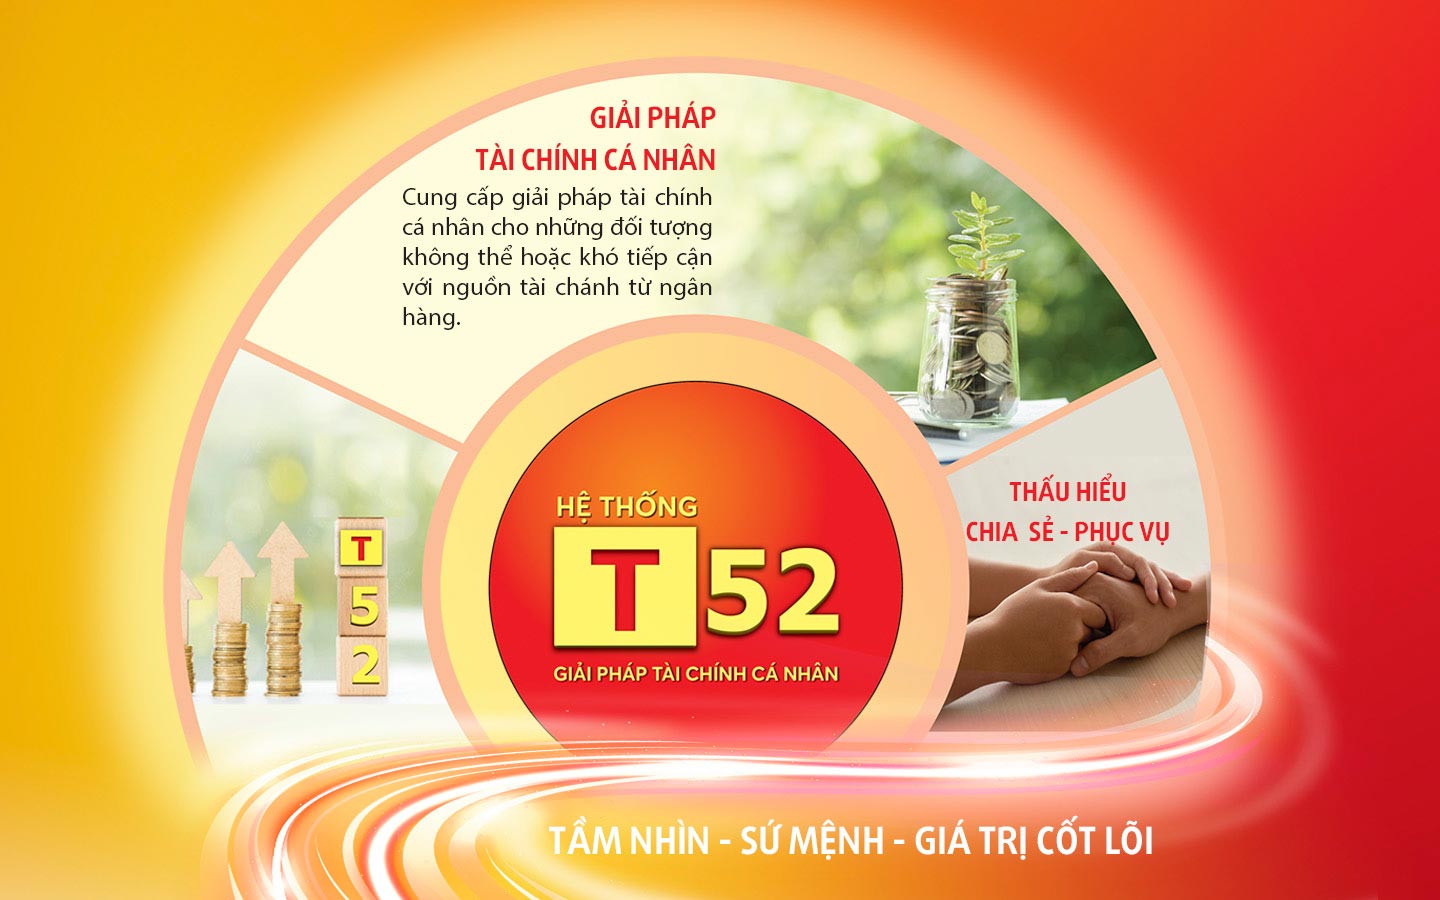 GIẢI PHÁP
TÀI CHÍNH CÁ NHÂN
Cung cấp giải pháp tài chính
cá nhân cho những đối tượng
không thể hoặc khó tiếp cận
với nguồn tài chánh từ ngân
hàng.
THẤU HIỂU
CHIA SẺ - PHỤC VỤ
T
5
2
HỆ THỐNG
T52
GIẢI PHÁP TÀI CHÍNH CÁ NHÂN
TẦM NHÌN - SỨ MỆNH - GIÁ TRỊ CỐT LÕI